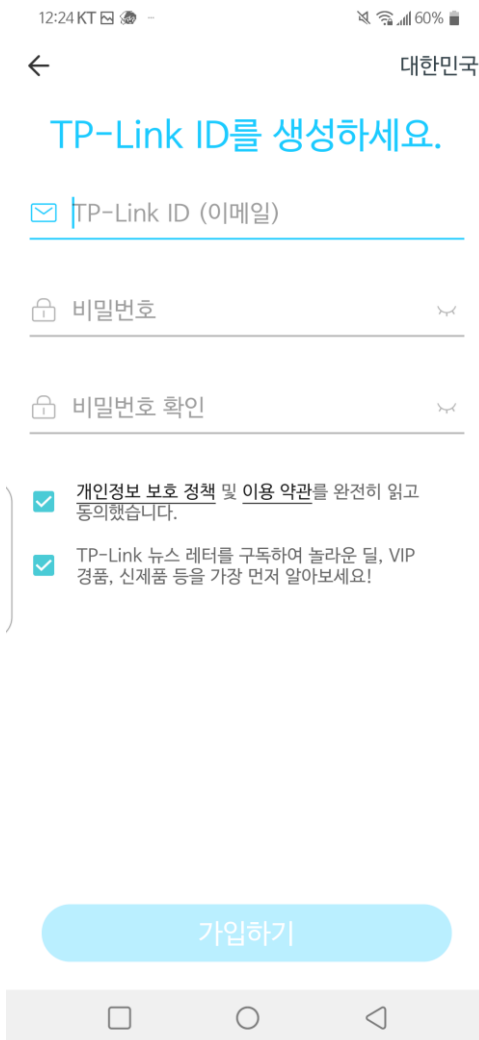 12:24 KT 60%
대한민국
TP-Link ID를 생성하세요.
TP-Link ID (이메일)
비밀번호
비밀번호 확인
개인정보 보호 정책 및 이용 약관를 완전히 읽고
동의했습니다.
TP-Link 뉴스 레터를 구독하여 놀라운 딜, VIP
경품, 신제품 등을 가장 먼저 알아보세요!
가입하기